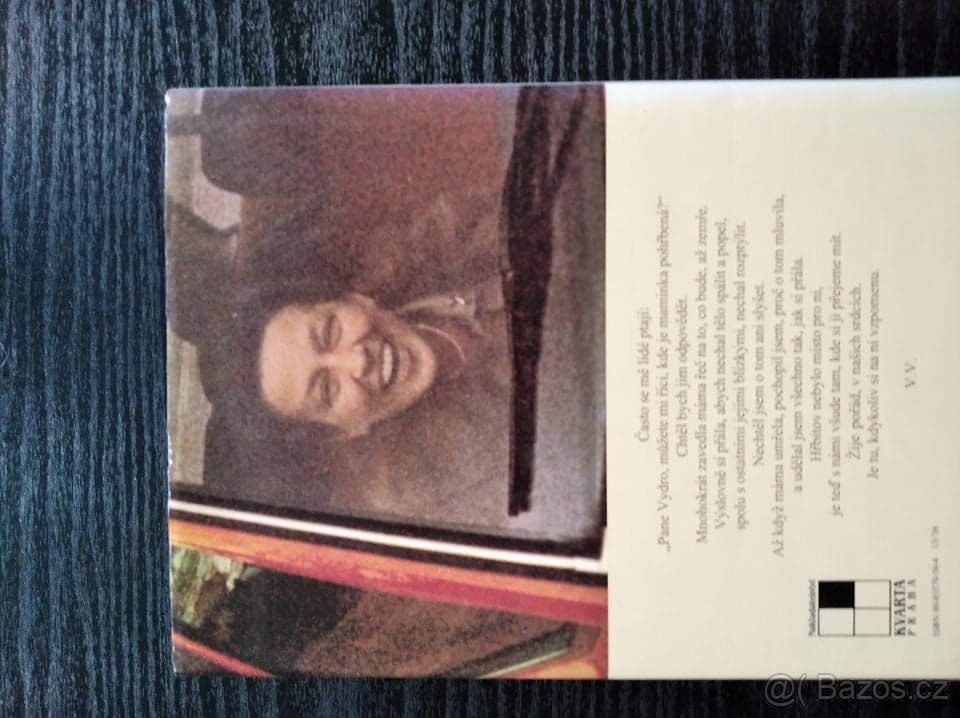 Často se mě lidé ptají:
„Pane Vydro, můžete mi říci, kde je maminka pohřbená?"
Chtěl bych jim odpovědět.
Mnohokrát zavedla máma řeč na to, co bude, až zemře.
Výslovně si přála, abych nechal tělo spálit a popel,
spolu s ostatními jejími blízkými, nechal rozptýlit.
Nechtěl jsem o tom ani slyšet.
Až když máma umřela, pochopil jsem, proč o tom mluvila,
a udělal jsem všechno tak, jak si přála.
Hřbitov nebylo místo pro ni,
je teď s námi všude tam, kde si ji přejeme mít.
Žije pořád, v našich srdcích.
Je tu, kdykoliv si na ni vzpomenu.
V. V.
Nakladatelství
KVARTA
PRAHA
ISBN
@( Bazos.cz